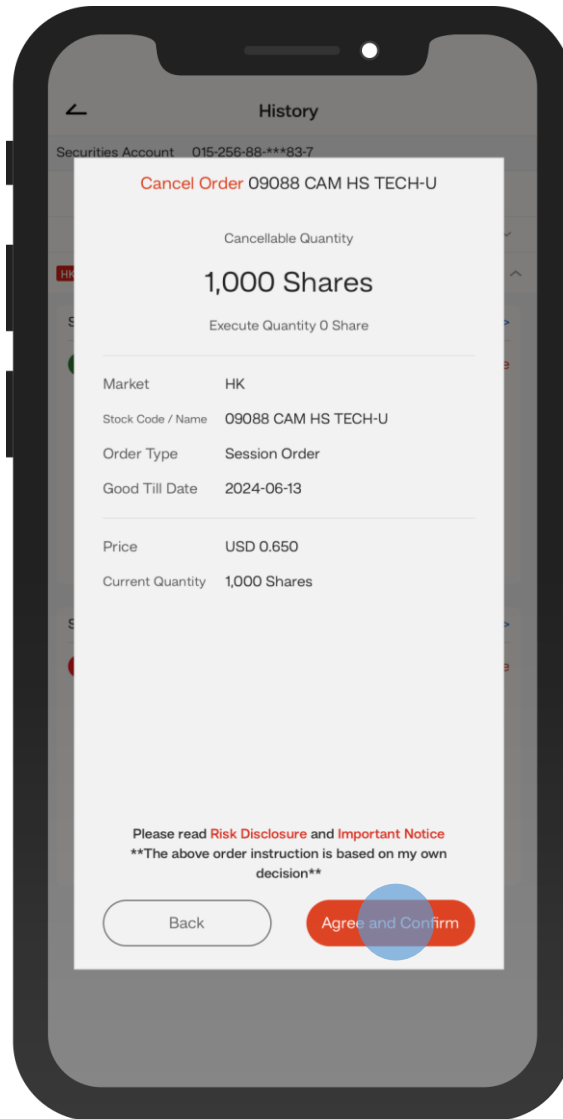 History
Securities Account 015-256-88-***83-7
Cancel Order 09088 CAM HS TECH-U
Cancellable Quantity
1,000 Shares
Execute Quantity 0 Share
HK
Market HK
Stock Code / Name 09088 CAM HS TECH-U
Order Type Session Order
Good Till Date 2024-06-13
Price USD 0.650
Current Quantity 1,000 Shares
Please read Risk Disclosure and Important Notice
**The above order instruction is based on my own
decision**
Back Agree and Confirm